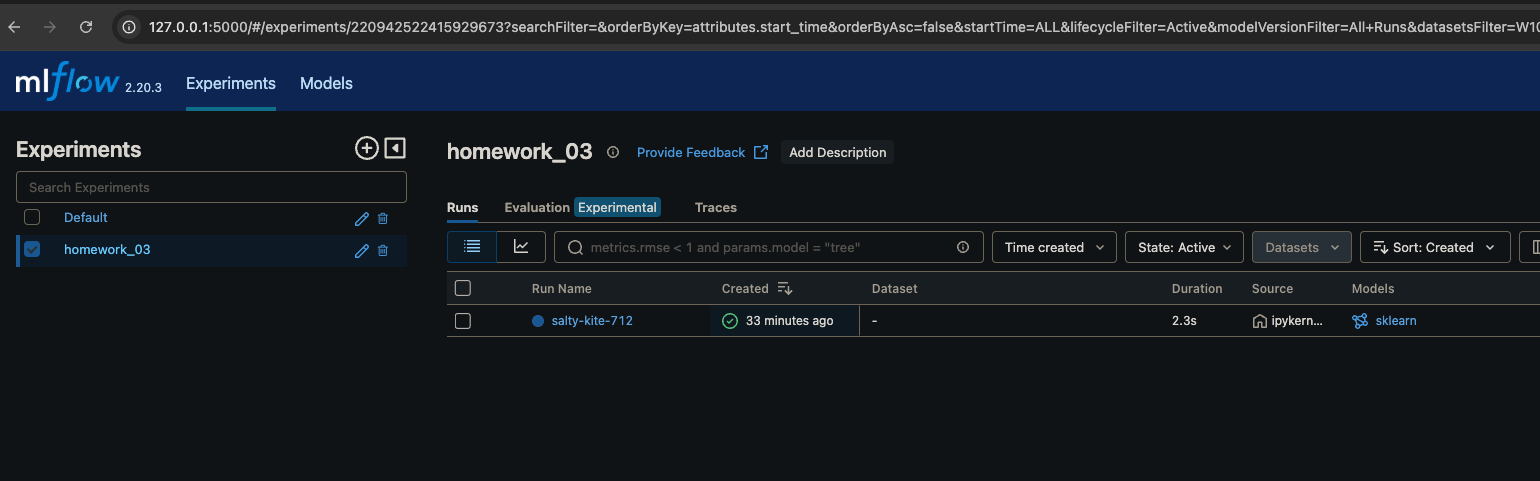 127.0.0.1:5000/#/experiments/220942522415929673?searchFilter=&orderByKey=attributes.start_time&orderByAsc=false&startTime=ALL&lifecycleFilter=Active&modelVersionFilter=All+Runs&datasetsFilter=W10
mlflow 2.20.3 Experiments Models
Experiments
homework_03 Provide Feedback Add Description
Search Experiments
Default
homework_03
Runs Evaluation Experimental Traces
metrics.rmse < 1 and params.model = "tree" Time created State: Active Datasets Sort: Created
Run Name Created Dataset Duration Source Models
salty-kite-712 33 minutes ago - 2.3s ipykern... sklearn